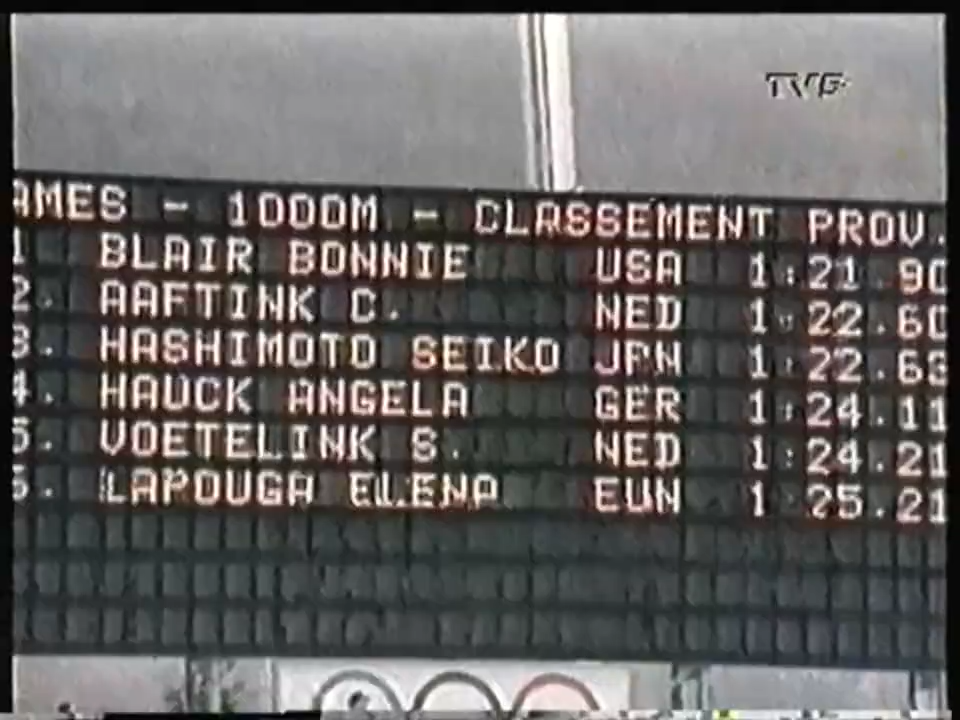 TVG
AMES - 1000M - CLASSEMENT PROV.
1 BLAIR BONNIE USA 1:21.90
2. AAFTINK C. NED 1:22.60
3. HASHIMOTO SEIKO JPN 1:22.63
4. HAUCK ANGELA GER 1:24.11
5. VOETELINK S. NED 1:24.21
6. LAPOUGA ELENA EUN 1 25.21